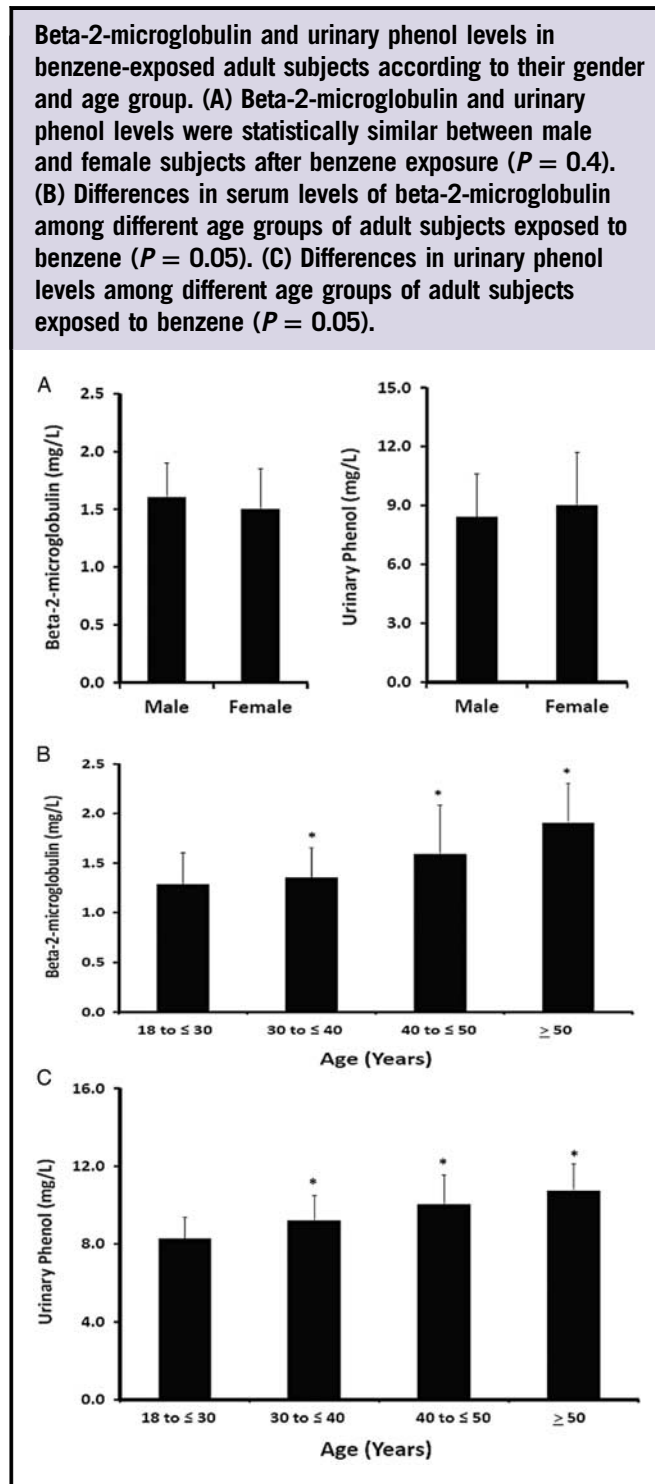 Beta-2-microglobulin and urinary phenol levels in
benzene-exposed adult subjects according to their gender
and age group. (A) Beta-2-microglobulin and urinary
phenol levels were statistically similar between male
and female subjects after benzene exposure (P = 0.4).
(B) Differences in serum levels of beta-2-microglobulin
among different age groups of adult subjects exposed to
benzene (P = 0.05). (C) Differences in urinary phenol
levels among different age groups of adult subjects
exposed to benzene (P = 0.05).
A
Beta-2-microglobulin (mg/L)
2.5
2.0
1.5
1.0
0.5
0.0
Male Female
Urinary Phenol (mg/L)
15.0
12.0
9.0
6.0
3.0
0.0
Male Female
B
Beta-2-microglobulin (mg/L)
2.5
2.0
1.5
1.0
0.5
0.0
* * *
18 to ≤ 30 30 to ≤ 40 40 to ≤ 50 ≥ 50
Age (Years)
C
Urinary Phenol (mg/L)
16.0
12.0
8.0
4.0
0.0
* * *
18 to ≤ 30 30 to ≤ 40 40 to ≤ 50 ≥ 50
Age (Years)